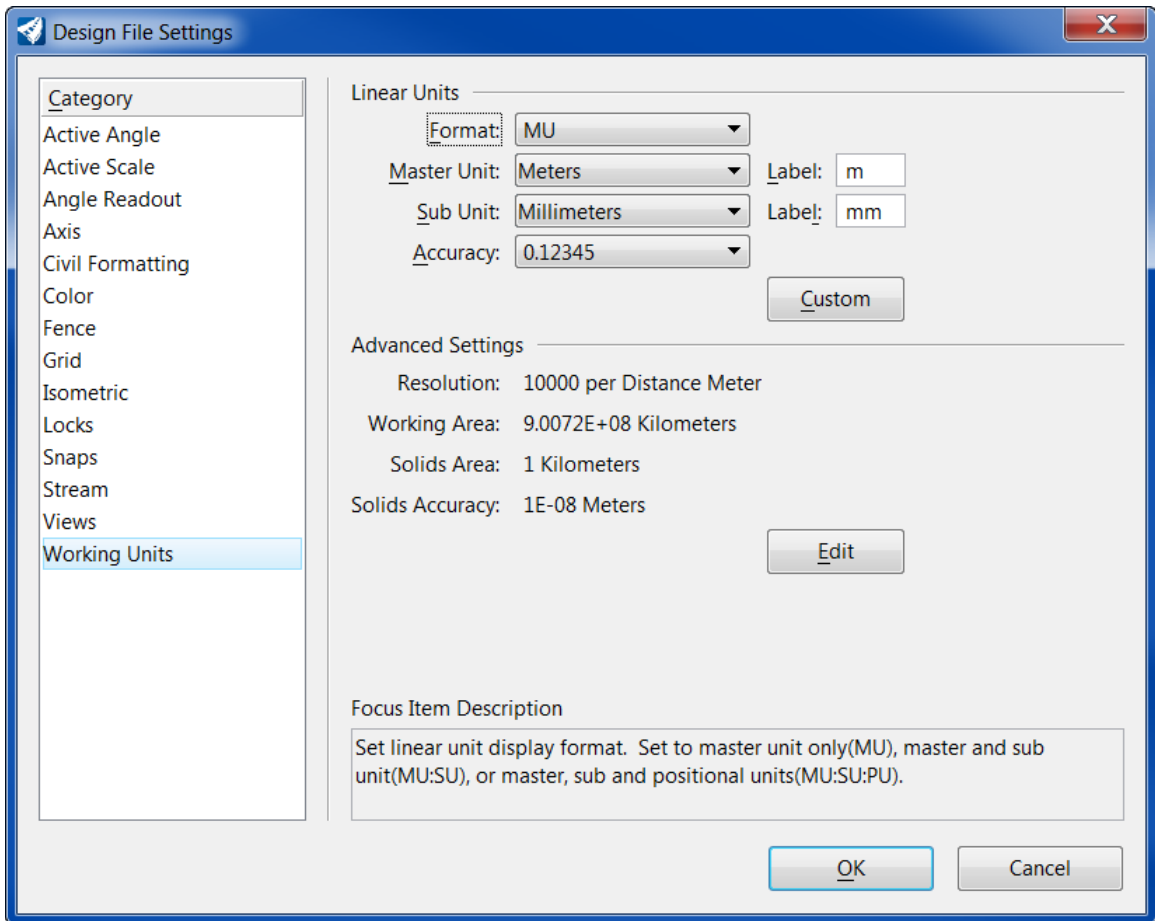 Design File Settings
Category
Active Angle
Active Scale
Angle Readout
Axis
Civil Formatting
Color
Fence
Grid
Isometric
Locks
Snaps
Stream
Views
Working Units
Linear Units
Format: MU
Master Unit: Meters Label: m
Sub Unit: Millimeters Label: mm
Accuracy: 0.12345
Custom
Advanced Settings
Resolution: 10000 per Distance Meter
Working Area: 9.0072E+08 Kilometers
Solids Area: 1 Kilometers
Solids Accuracy: 1E-08 Meters
Edit
Focus Item Description
Set linear unit display format. Set to master unit only(MU), master and sub
unit(MU:SU), or master, sub and positional units(MU:SU:PU).
OK Cancel